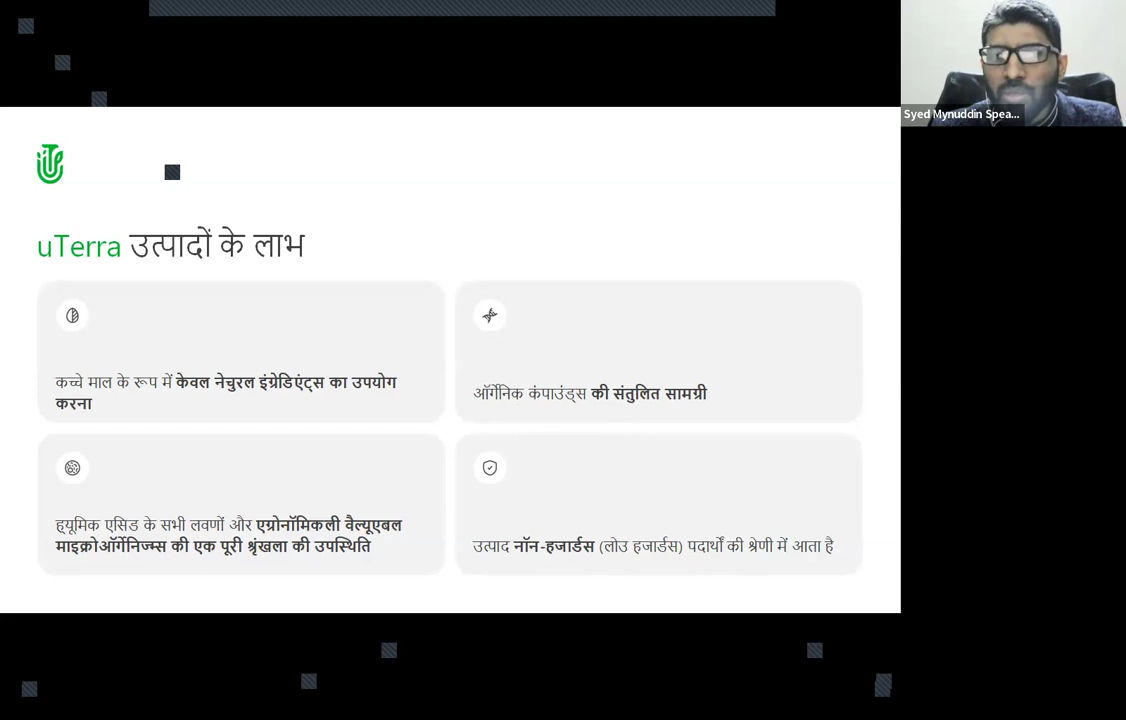 Syed Mynuddin Spea...
uTerra उत्पादों के लाभ
कच्चे माल के रूप में केवल नेचुरल इंग्रेडिएंट्स का उपयोग
करना
ऑर्गेनिक कंपाउंड्स की संतुलित सामग्री
ह्यूमिक एसिड के सभी लवणों और एग्रोनॉमिकली वैल्यूएबल
माइक्रोऑर्गेनिज्म्स की एक पूरी श्रृंखला की उपस्थिति
उत्पाद नॉन-हजार्डस (लोउ हजार्डस) पदार्थों की श्रेणी में आता है